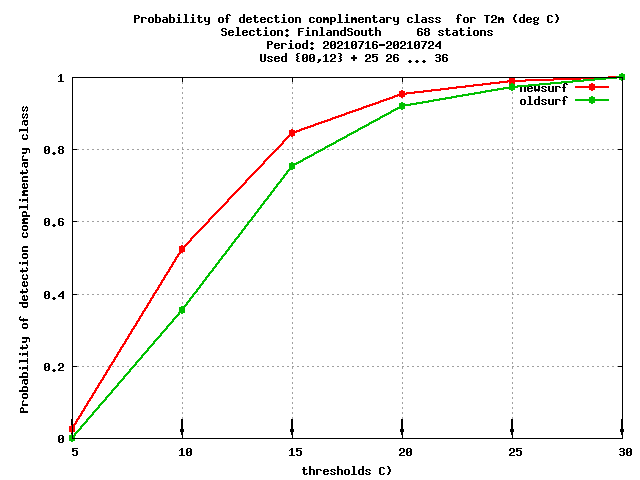 Probability of detection complimentary class  for T2m (deg C)
Selection: FinlandSouth     68 stations
Period: 20210716-20210724
Used {00,12} + 25 26 ... 36
newsurf
oldsurf
Probability of detection complimentary class
1
0.8
0.6
0.4
0.2
0
5 10 15 20 25 30
thresholds C)